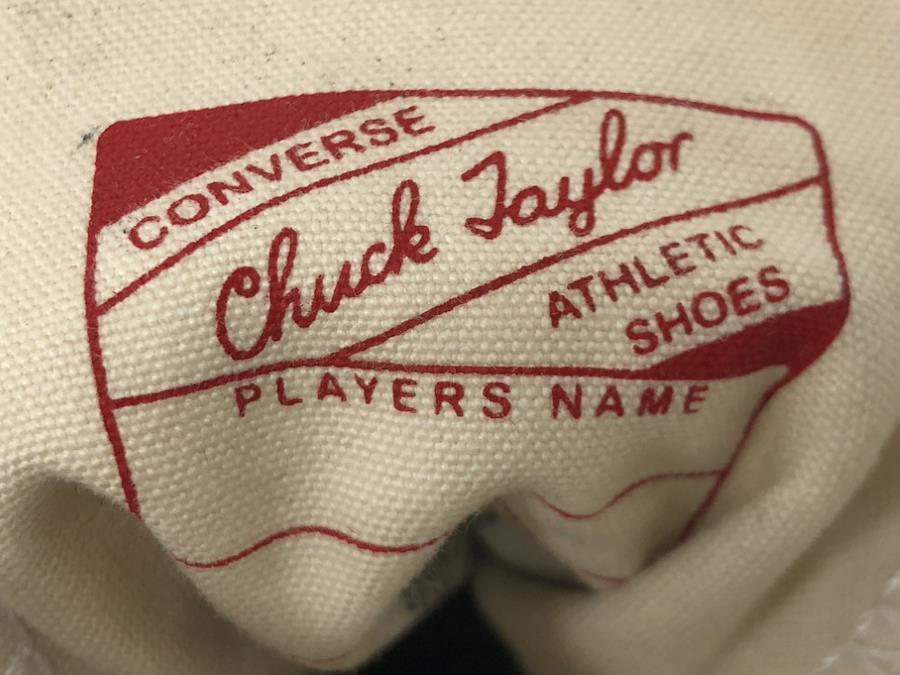 CONVERSE
Chuck Taylor
ATHLETIC
SHOES
PLAYERS NAME